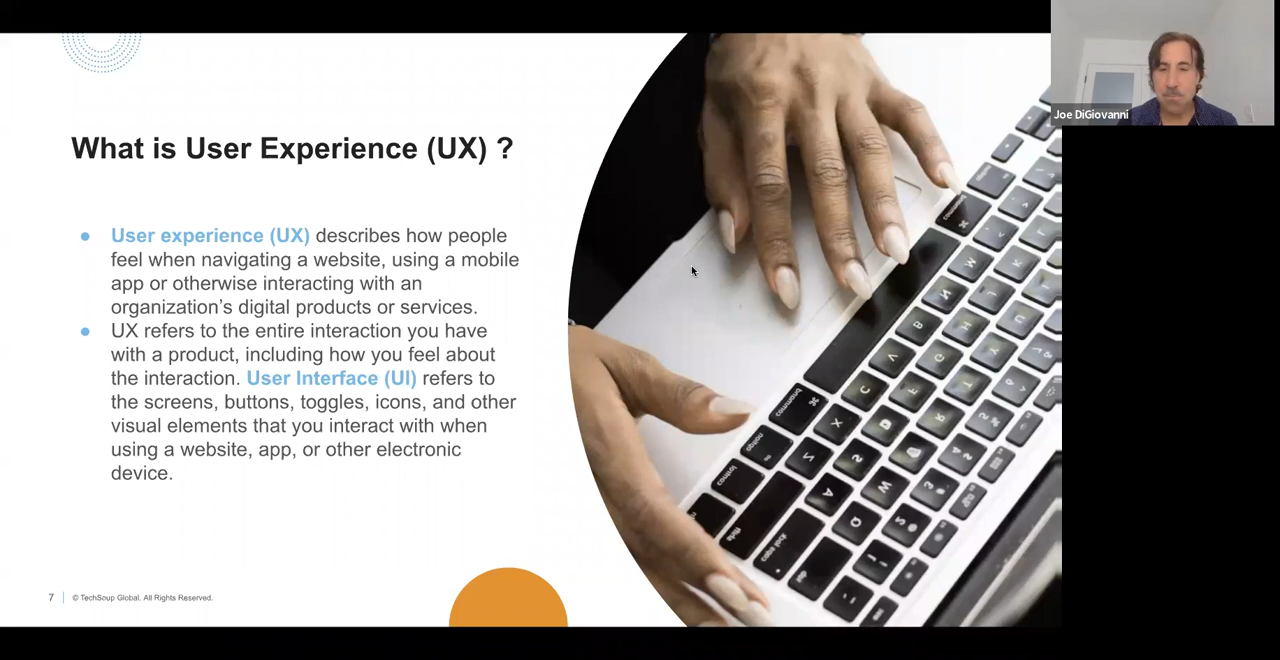 What is User Experience (UX) ?
User experience (UX) describes how people
feel when navigating a website, using a mobile
app or otherwise interacting with an
organization's digital products or services.
UX refers to the entire interaction you have
with a product, including how you feel about
the interaction. User Interface (UI) refers to
the screens, buttons, toggles, icons, and other
visual elements that you interact with when
using a website, app, or other electronic
device.
7
© TechSoup Global. All Rights Reserved.
Joe DiGiovanni